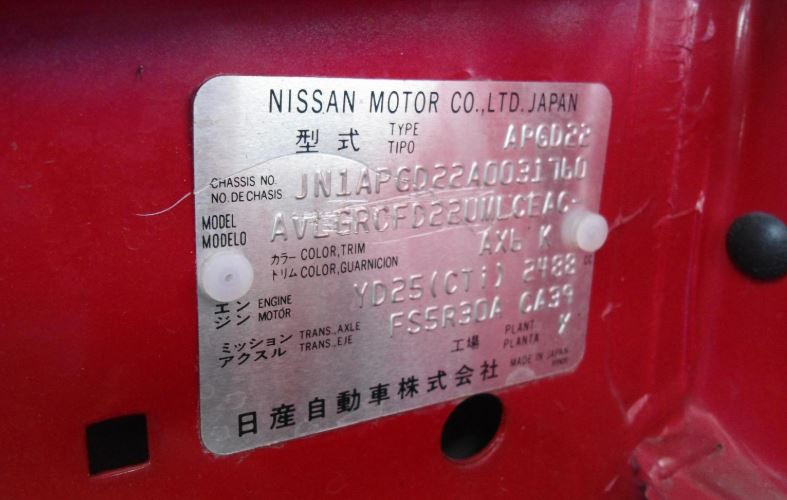 NISSAN MOTOR CO.,LTD. JAPAN
型式 TYPE TIPO APGD22
CHASSIS NO. NO. DE CHASIS JN1APGD22A0031760
MODEL MODELO AVLGRCFD22UMLCEAC-
カラー COLOR,TRIM トリム COLOR,GUARNICION AX6 K
エンジン ENGINE MOTÓR YD25(CTi) 2488 cc
ミッション アクスル TRANS.,AXLE TRANS.,EJE FS5R30A CA39
工場 PLANT PLANTA Y
日産自動車株式会社 MADE IN JAPAN